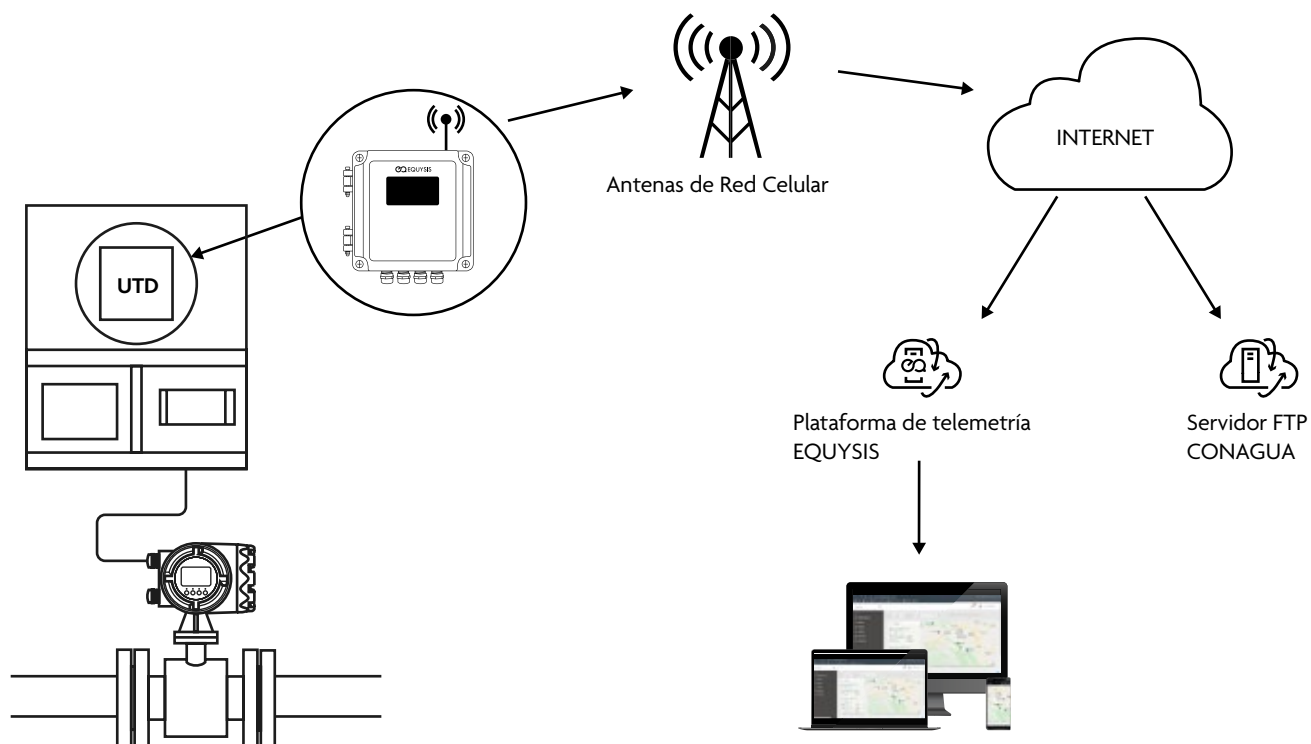 EQUYSIS
INTERNET
Antenas de Red Celular
UTD
Plataforma de telemetría
EQUYSIS
Servidor FTP
CONAGUA